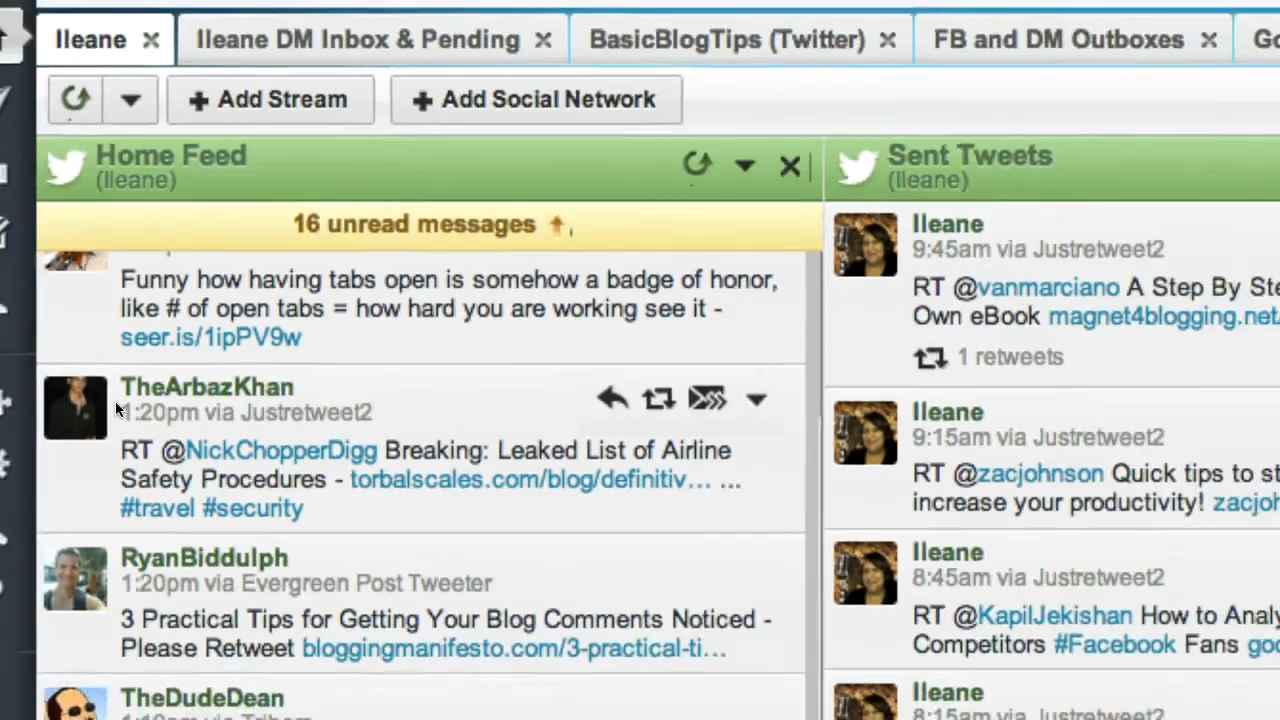 Ileane
Ileane DM Inbox & Pending
BasicBlogTips (Twitter)
FB and DM Outboxes
Add Stream
Add Social Network
Home Feed
(Ileane)
16 unread messages
Funny how having tabs open is somehow a badge of honor,
like # of open tabs = how hard you are working see it -
seer.is/1ipPV9w
TheArbazKhan
1:20pm via Justretweet2
RT @NickChopperDigg Breaking: Leaked List of Airline
Safety Procedures - torbalscales.com/blog/definitiv... ...
#travel #security
RyanBiddulph
1:20pm via Evergreen Post Tweeter
3 Practical Tips for Getting Your Blog Comments Noticed -
Please Retweet bloggingmanifesto.com/3-practical-ti...
TheDudeDean
Sent Tweets
(Ileane)
Ileane
9:45am via Justretweet2
RT @vanmarciano A Step By Ste
Own eBook magnet4blogging.net/
1 retweets
Ileane
9:15am via Justretweet2
RT @zacjohnson Quick tips to st
increase your productivity! zacjoh
Ileane
8:45am via Justretweet2
RT @KapilJekishan How to Analy
Competitors #Facebook Fans goo
Ileane
8:15am via Justretweet2